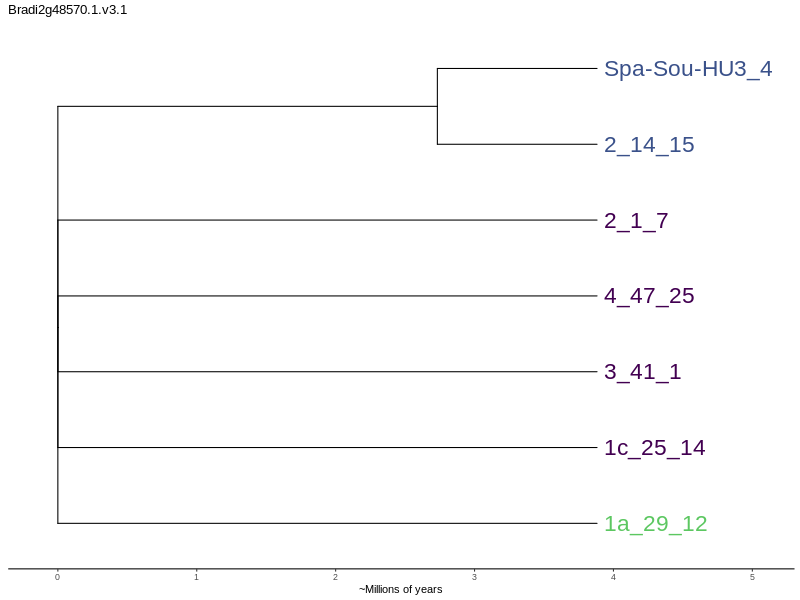 Bradi2g48570.1.v3.1
Spa-Sou-HU3_4
2_14_15
2_1_7
4_47_25
3_41_1
1c_25_14
1a_29_12
0 1 2 3 4 5
~Millions of years